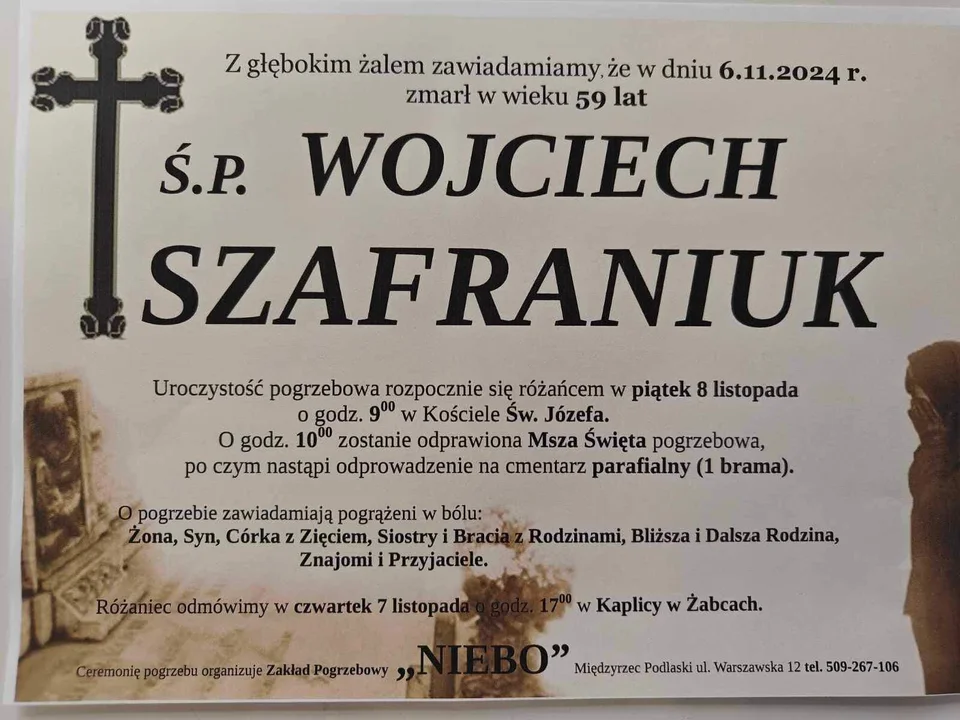 Z głębokim żalem zawiadamiamy, że w dniu 6.11.2024 r.
zmarł w wieku 59 lat
Ś.P. WOJCIECH
SZAFRANIUK
Uroczystość pogrzebowa rozpocznie się różańcem w piątek 8 listopada
o godz. 9⁰⁰ w Kościele Św. Józefa.
O godz. 10⁰⁰ zostanie odprawiona Msza Święta pogrzebowa,
po czym nastąpi odprowadzenie na cmentarz parafialny (1 brama).
O pogrzebie zawiadamiają pogrążeni w bólu:
Żona, Syn, Córka z Zięciem, Siostry i Bracia z Rodzinami, Bliższa i Dalsza Rodzina,
Znajomi i Przyjaciele.
Różaniec odmówimy w czwartek 7 listopada o godz. 17⁰⁰ w Kaplicy w Żabcach.
Ceremonię pogrzebu organizuje Zakład Pogrzebowy „NIEBO” Międzyrzec Podlaski ul. Warszawska 12 tel. 509-267-106